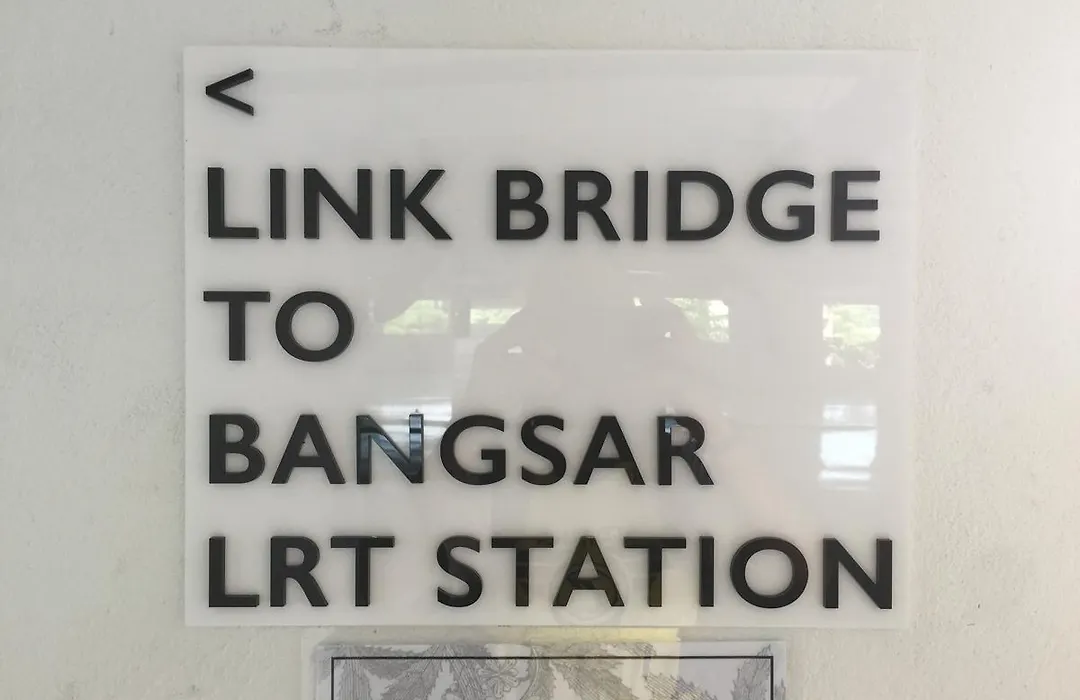 <
LINK BRIDGE
TO
BANGSAR
LRT STATION